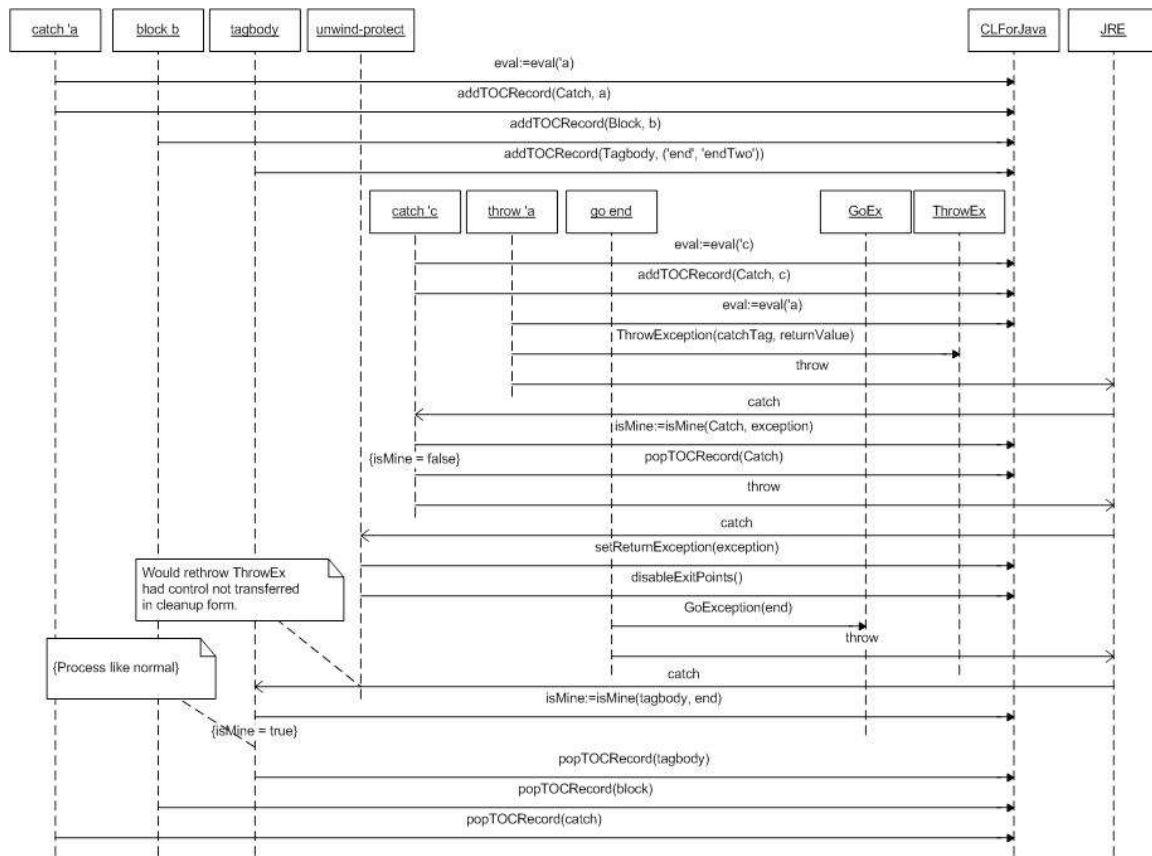 catch 'a
block b
tagbody
unwind-protect
CLForJava
JRE
eval:=eval('a)
addTOCRecord(Catch, a)
addTOCRecord(Block, b)
addTOCRecord(Tagbody, ('end', 'endTwo'))
catch 'c
throw 'a
go end
GoEx
ThrowEx
eval:=eval('c)
addTOCRecord(Catch, c)
eval:=eval('a)
ThrowException(catchTag, returnValue)
throw
catch
isMine:=isMine(Catch, exception)
{isMine = false}
popTOCRecord(Catch)
throw
catch
setReturnException(exception)
Would rethrow ThrowEx
had control not transferred
in cleanup form.
disableExitPoints()
GoException(end)
throw
{Process like normal}
catch
isMine:=isMine(tagbody, end)
{isMine = true}
popTOCRecord(tagbody)
popTOCRecord(block)
popTOCRecord(catch)